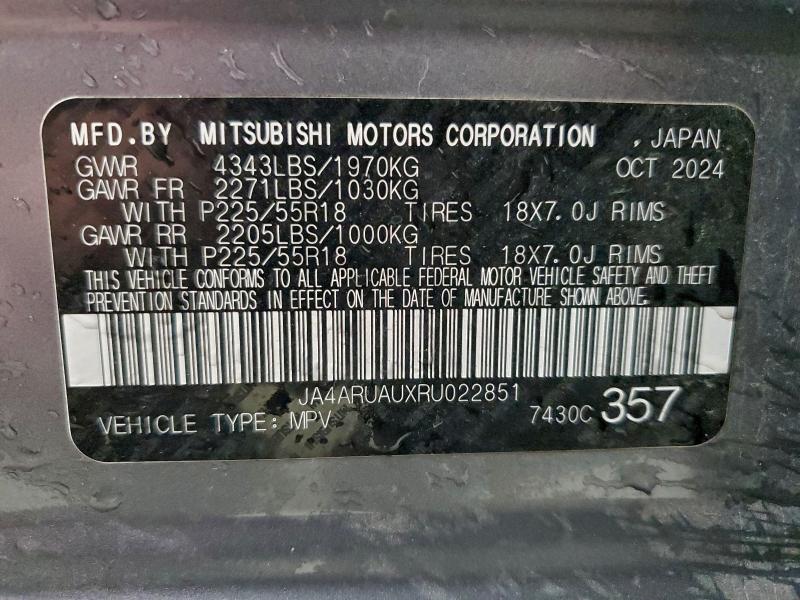 MFD.BY MITSUBISHI MOTORS CORPORATION , JAPAN
GVWR 4343LBS/1970KG OCT 2024
GAWR FR 2271LBS/1030KG
WITH P225/55R18 TIRES 18X7.0J RIMS
GAWR RR 2205LBS/1000KG
WITH P225/55R18 TIRES 18X7.0J RIMS
THIS VEHICLE CONFORMS TO ALL APPLICABLE FEDERAL MOTOR VEHICLE SAFETY AND THEFT
PREVENTION STANDARDS IN EFFECT ON THE DATE OF MANUFACTURE SHOWN ABOVE.
JA4ARUAUXRU022851
VEHICLE TYPE: MPV 7430C 357